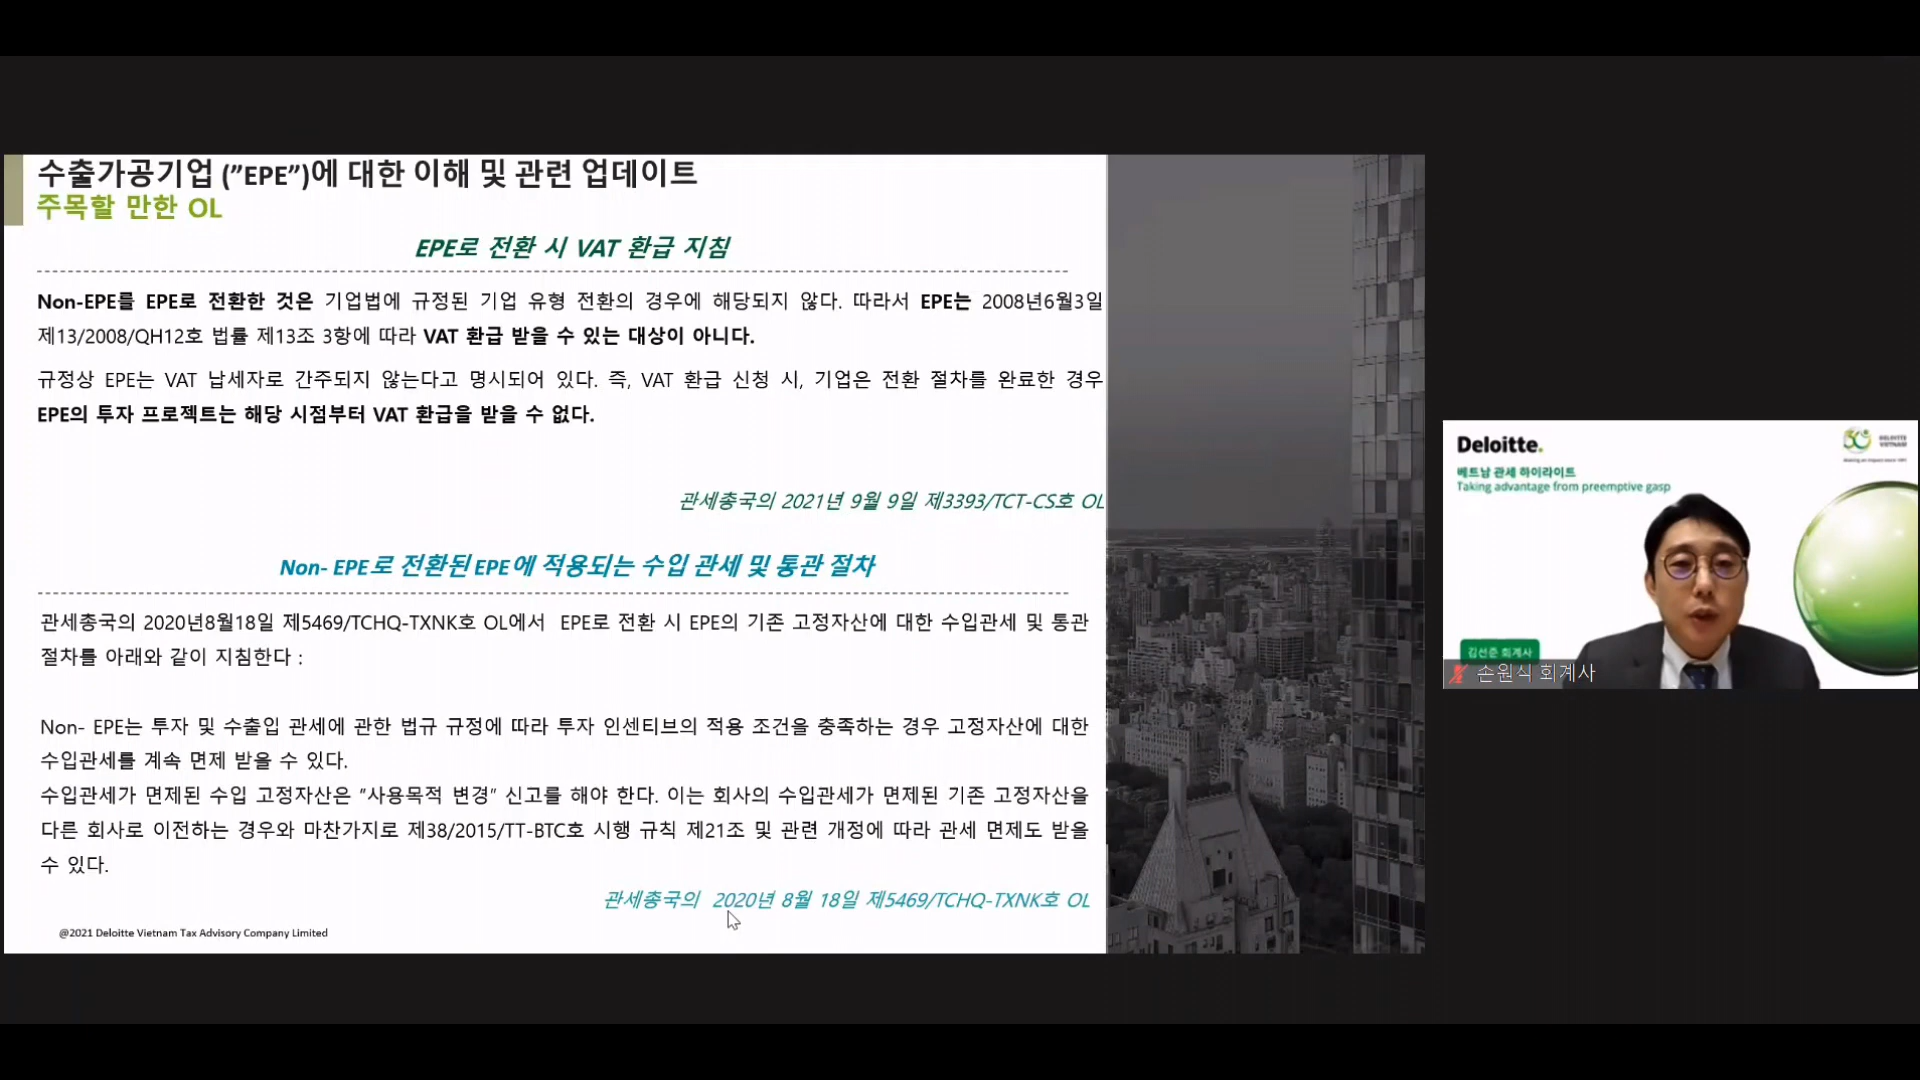 수출가공기업 (”EPE”)에 대한 이해 및 관련 업데이트
주목할 만한 OL
EPE로 전환 시 VAT 환급 지침
Non-EPE를 EPE로 전환한 것은 기업법에 규정된 기업 유형 전환의 경우에 해당되지 않다. 따라서 EPE는 2008년6월3일
제13/2008/QH12호 법률 제13조 3항에 따라 VAT 환급 받을 수 있는 대상이 아니다.
규정상 EPE는 VAT 납세자로 간주되지 않는다고 명시되어 있다. 즉, VAT 환급 신청 시, 기업은 전환 절차를 완료한 경우
EPE의 투자 프로젝트는 해당 시점부터 VAT 환급을 받을 수 없다.
관세총국의 2021년 9월 9일 제3393/TCT-CS호 OL
Non- EPE로 전환된 EPE에 적용되는 수입 관세 및 통관 절차
관세총국의 2020년8월18일 제5469/TCHQ-TXNK호 OL에서 EPE로 전환 시 EPE의 기존 고정자산에 대한 수입관세 및 통관
절차를 아래와 같이 지침한다 :
Non- EPE는 투자 및 수출입 관세에 관한 법규 규정에 따라 투자 인센티브의 적용 조건을 충족하는 경우 고정자산에 대한
수입관세를 계속 면제 받을 수 있다.
수입관세가 면제된 수입 고정자산은 “사용목적 변경” 신고를 해야 한다. 이는 회사의 수입관세가 면제된 기존 고정자산을
다른 회사로 이전하는 경우와 마찬가지로 제38/2015/TT-BTC호 시행 규칙 제21조 및 관련 개정에 따라 관세 면제도 받을
수 있다.
관세총국의 2020년 8월 18일 제5469/TCHQ-TXNK호 OL
@2021 Deloitte Vietnam Tax Advisory Company Limited
Deloitte.
DELOITTE
VIETNAM
베트남 관세 하이라이트
Taking advantage from preemptive gasp
김선준 회계사
손원식 회계사